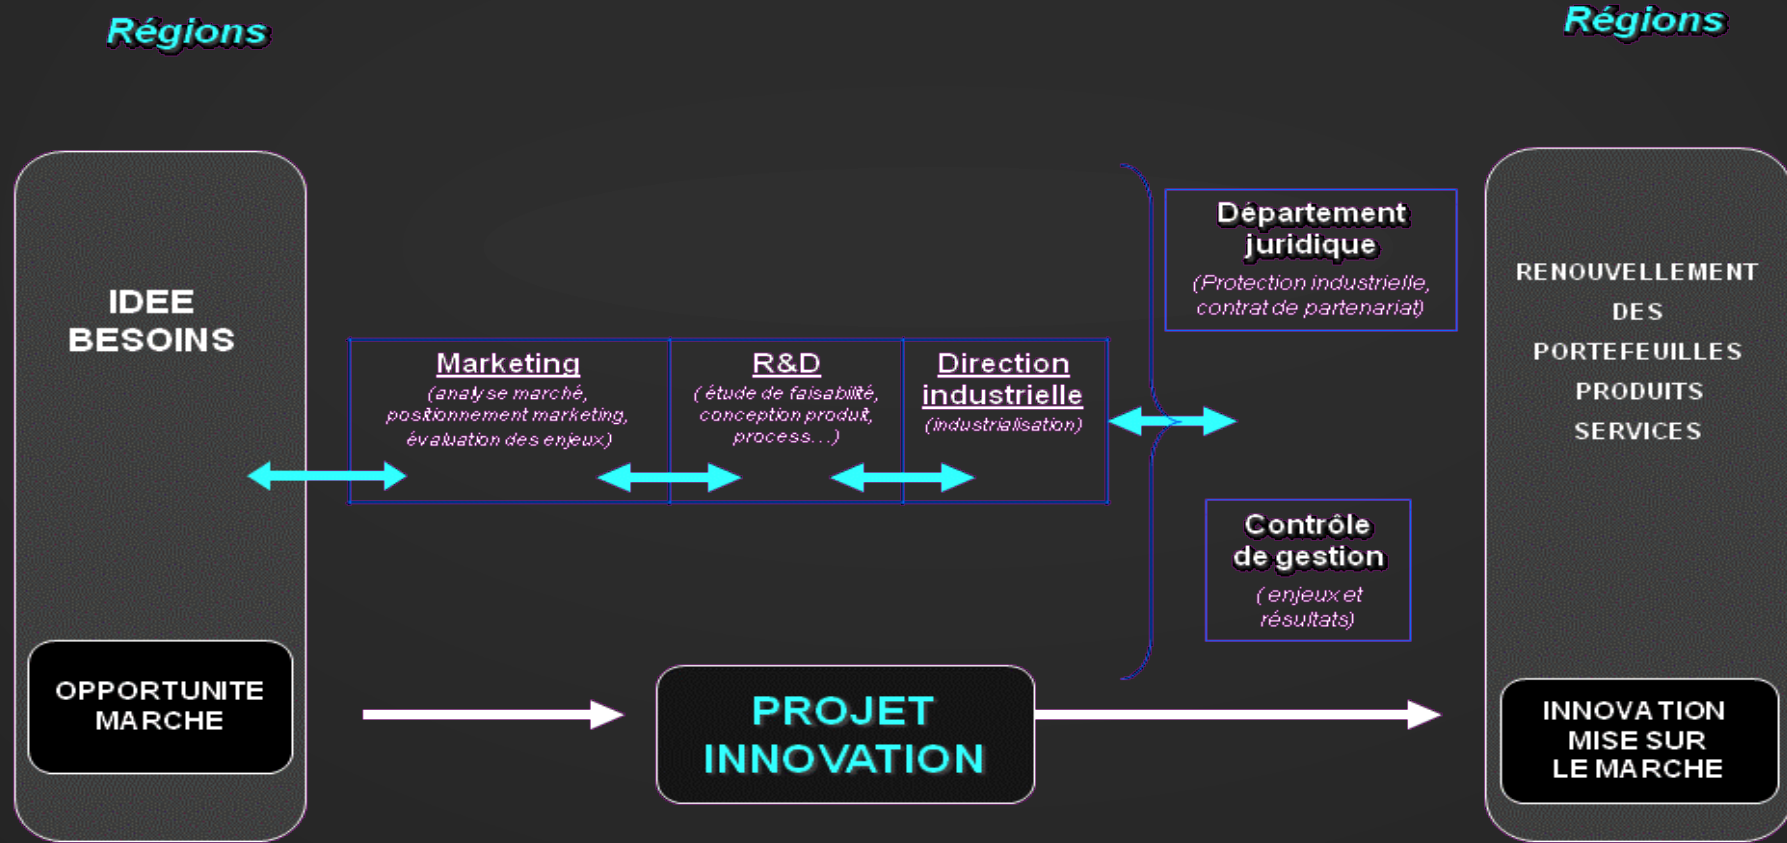 Régions
Régions
IDEE
BESOINS
OPPORTUNITE
MARCHE
Marketing
(analyse marché,
positionnement marketing,
évaluation des enjeux)
R&D
(étude de faisabilité,
conception produit,
process...)
Direction
industrielle
(industrialisation)
Département
juridique
(Protection industrielle,
contrat de partenariat)
Contrôle
de gestion
(enjeux et
résultats)
PROJET
INNOVATION
RENOUVELLEMENT
DES
PORTEFEUILLES
PRODUITS
SERVICES
INNOVATION
MISE SUR
LE MARCHE